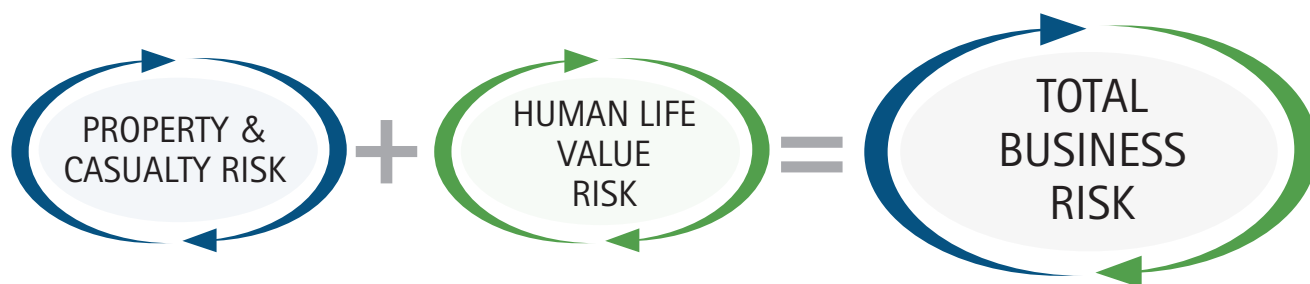 PROPERTY &
CASUALTY RISK
+
HUMAN LIFE
VALUE
RISK
=
TOTAL
BUSINESS
RISK